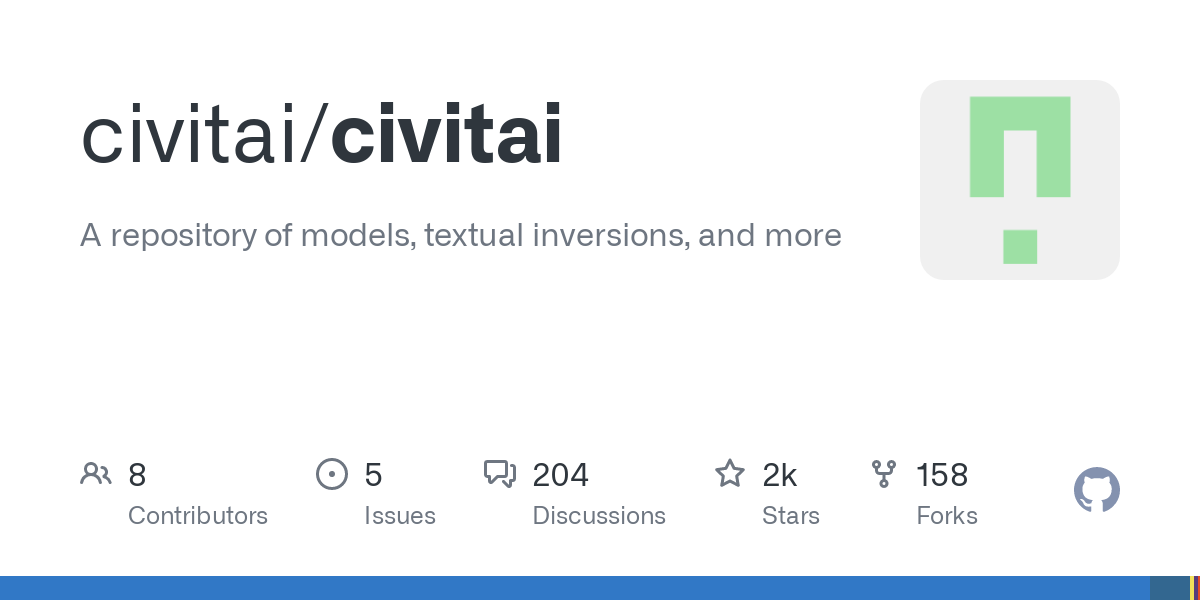 civitai/civitai
A repository of models, textual inversions, and more
8 5 204 2k 158
Contributors Issues Discussions Stars Forks